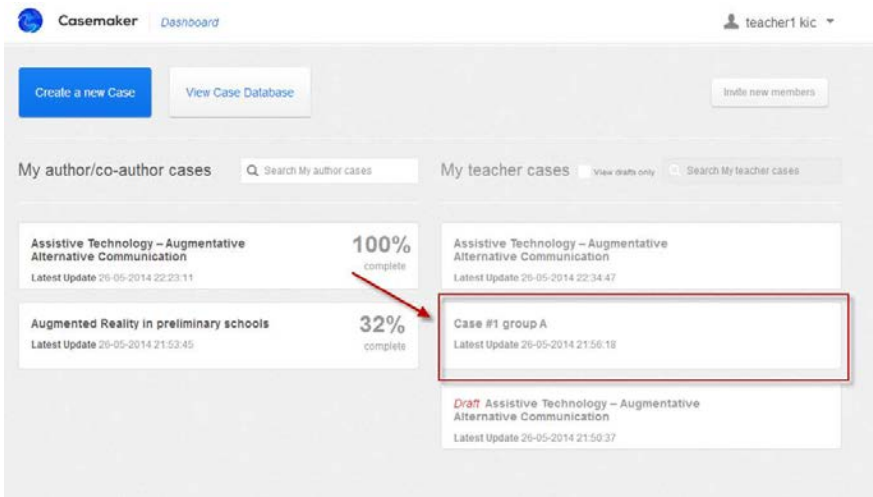 Casemaker Dashboard
teacher1 kic
Create a new Case
View Case Database
Invite new members
My author/co-author cases
Search My author cases
Assistive Technology – Augmentative
Alternative Communication
Latest Update 26-05-2014 22:23:11
100%
complete
Augmented Reality in preliminary schools
Latest Update 26-05-2014 21:53:45
32%
complete
My teacher cases
View drafts only
Search My teacher cases
Assistive Technology – Augmentative
Alternative Communication
Latest Update 26-05-2014 22:34:47
Case #1 group A
Latest Update 26-05-2014 21:56:18
Draft Assistive Technology – Augmentative
Alternative Communication
Latest Update 26-05-2014 21:50:37